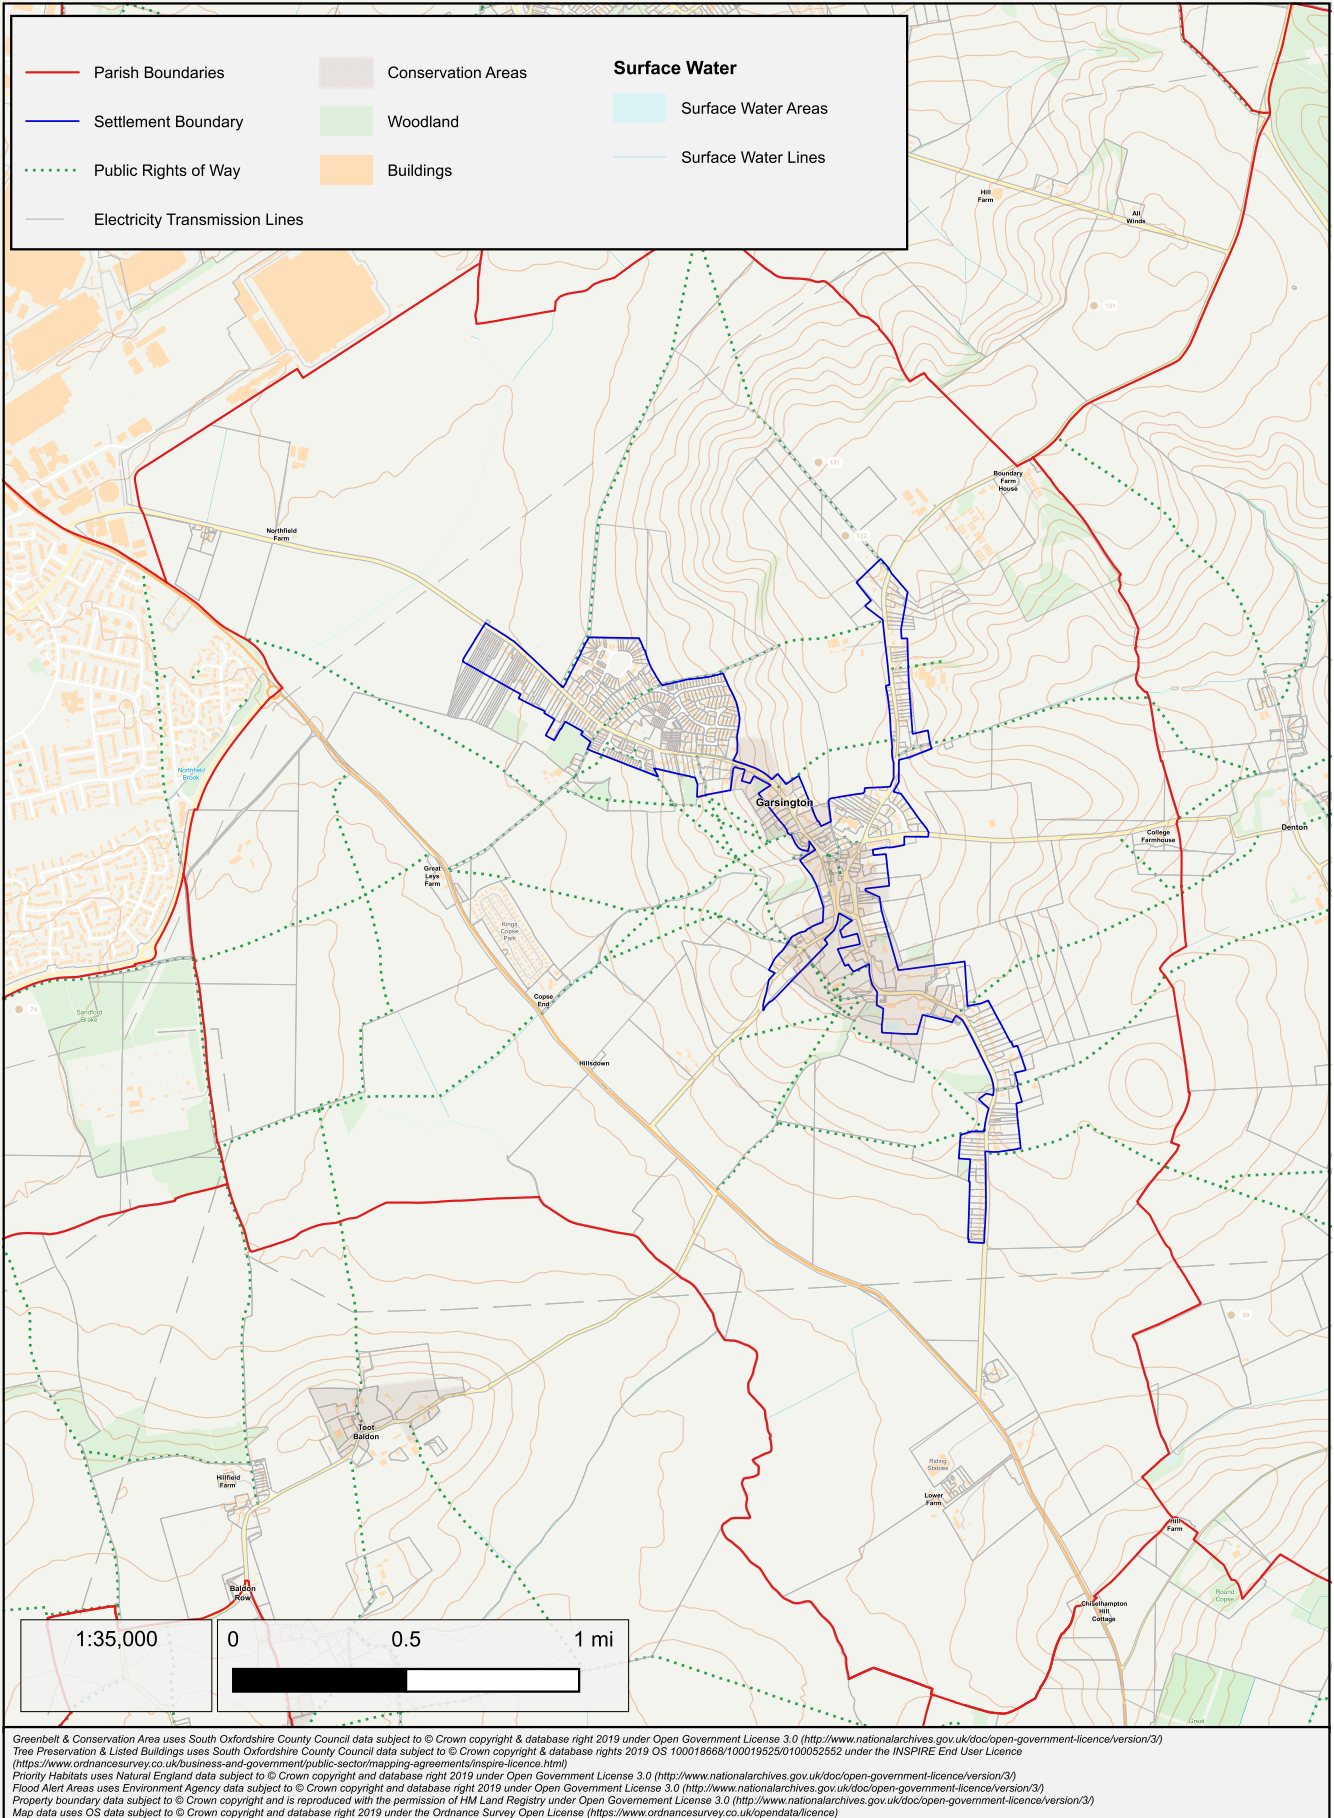 Parish Boundaries
Settlement Boundary
Public Rights of Way
Electricity Transmission Lines
Conservation Areas
Woodland
Buildings
Surface Water
Surface Water Areas
Surface Water Lines
Hill
Farm
All
Winds
131
131
Boundary
Farm
House
132
Northfield
Farm
Northfield
Brook
Garsington
College
Farmhouse
Denton
Great
Leys
Farm
Kings
Copse
Park
Copse
End
74
Sandford
Brake
Hillsdown
59
Toot
Baldon
Hillfield
Farm
Riding
Stables
Lower
Farm
Hill
Farm
Baldon
Row
Round
Copse
Chiselhampton
Hill
Cottage
Great
1:35,000
0 0.5 1 mi
Greenbelt & Conservation Area uses South Oxfordshire County Council data subject to © Crown copyright & database right 2019 under Open Government License 3.0 (http://www.nationalarchives.gov.uk/doc/open-government-licence/version/3/)
Tree Preservation & Listed Buildings uses South Oxfordshire County Council data subject to © Crown copyright & database rights 2019 OS 100018668/100019525/0100052552 under the INSPIRE End User Licence
(https://www.ordnancesurvey.co.uk/business-and-government/public-sector/mapping-agreements/inspire-licence.html)
Priority Habitats uses Natural England data subject to © Crown copyright and database right 2019 under Open Government License 3.0 (http://www.nationalarchives.gov.uk/doc/open-government-licence/version/3/)
Flood Alert Areas uses Environment Agency data subject to © Crown copyright and database right 2019 under Open Government License 3.0 (http://www.nationalarchives.gov.uk/doc/open-government-licence/version/3/)
Property boundary data subject to © Crown copyright and is reproduced with the permission of HM Land Registry under Open Governement License 3.0 (http://www.nationalarchives.gov.uk/doc/open-government-licence/version/3/)
Map data uses OS data subject to © Crown copyright and database right 2019 under the Ordnance Survey Open License (https://www.ordnancesurvey.co.uk/opendata/licence)